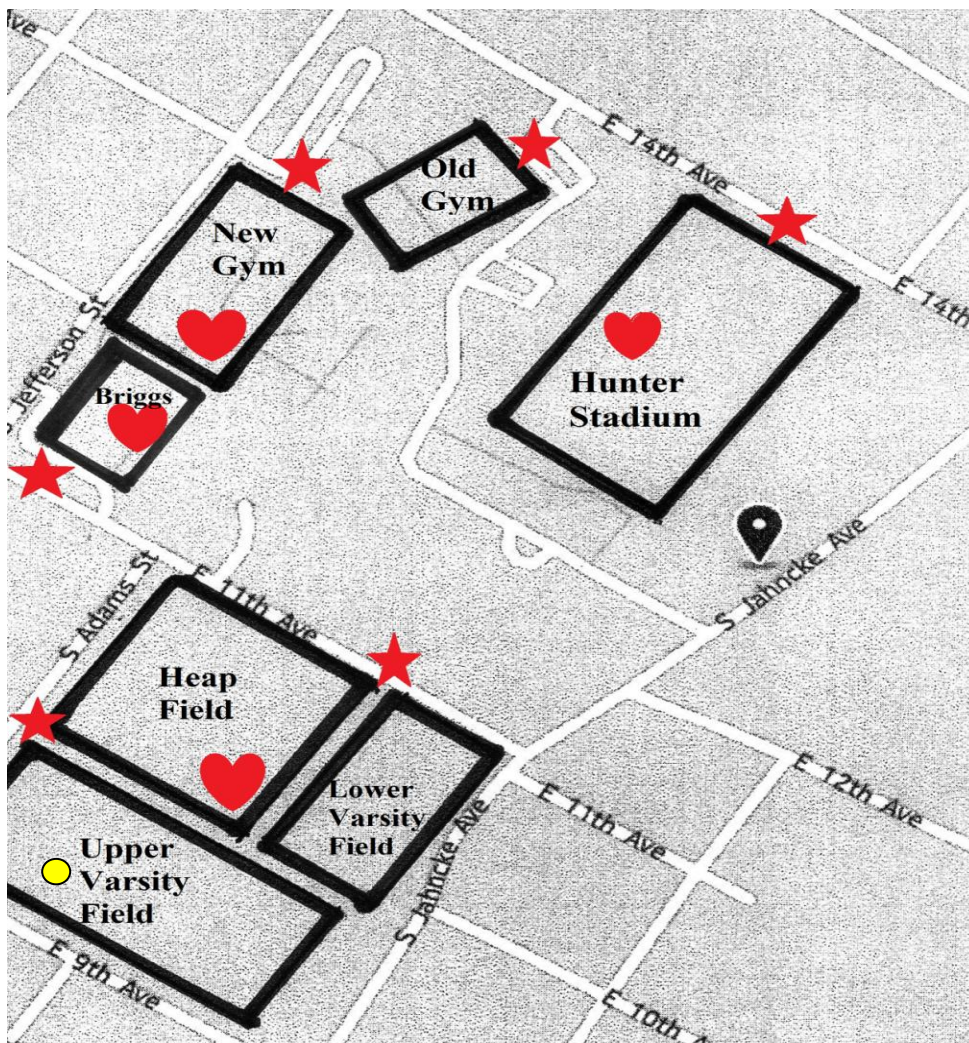 Ave
E 14th Ave
Old
Gym
New
Gym
E 14th
Jefferson St
Briggs
Hunter
Stadium
S Jahncke Ave
S Adams St
E 11th Ave
Heap
Field
Lower
Varsity
Field
E 12th Ave
E 11th Ave
Upper
Varsity
Field
S Jahncke Ave
E 9th Ave
E 10th A